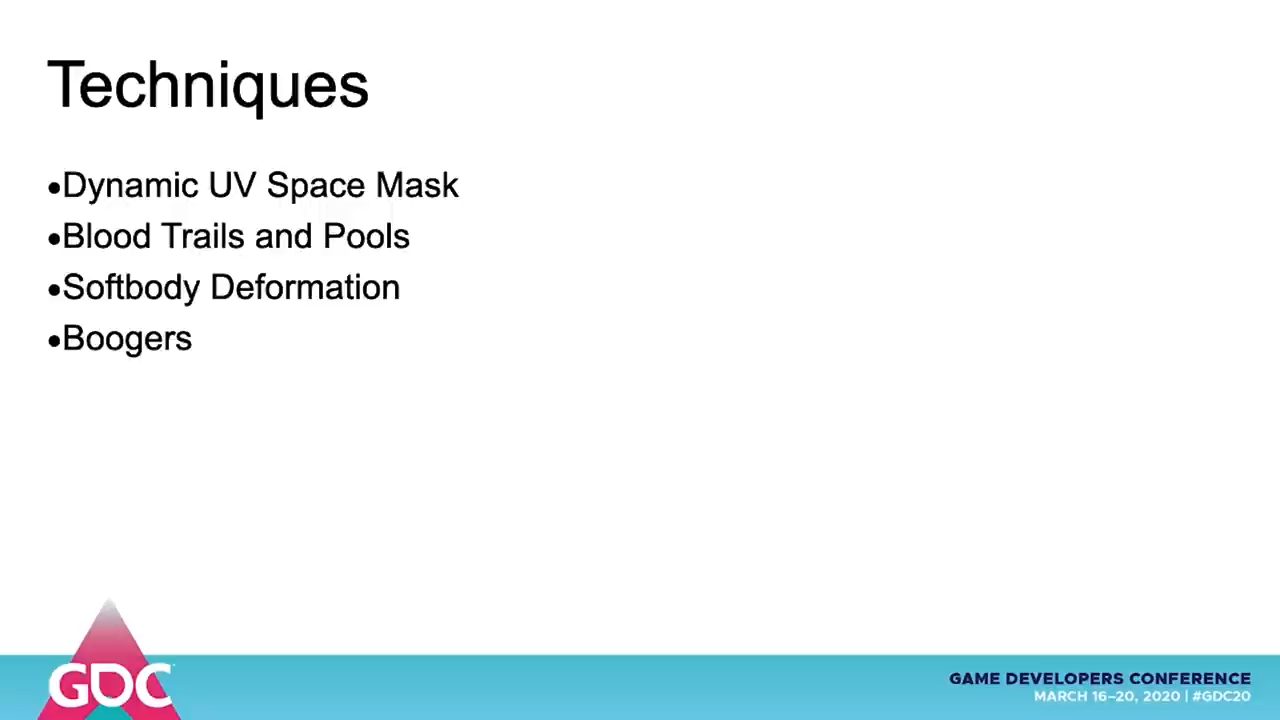 Techniques
•Dynamic UV Space Mask
•Blood Trails and Pools
•Softbody Deformation
•Boogers
GDC
GAME DEVELOPERS CONFERENCE
MARCH 16–20, 2020 | #GDC20